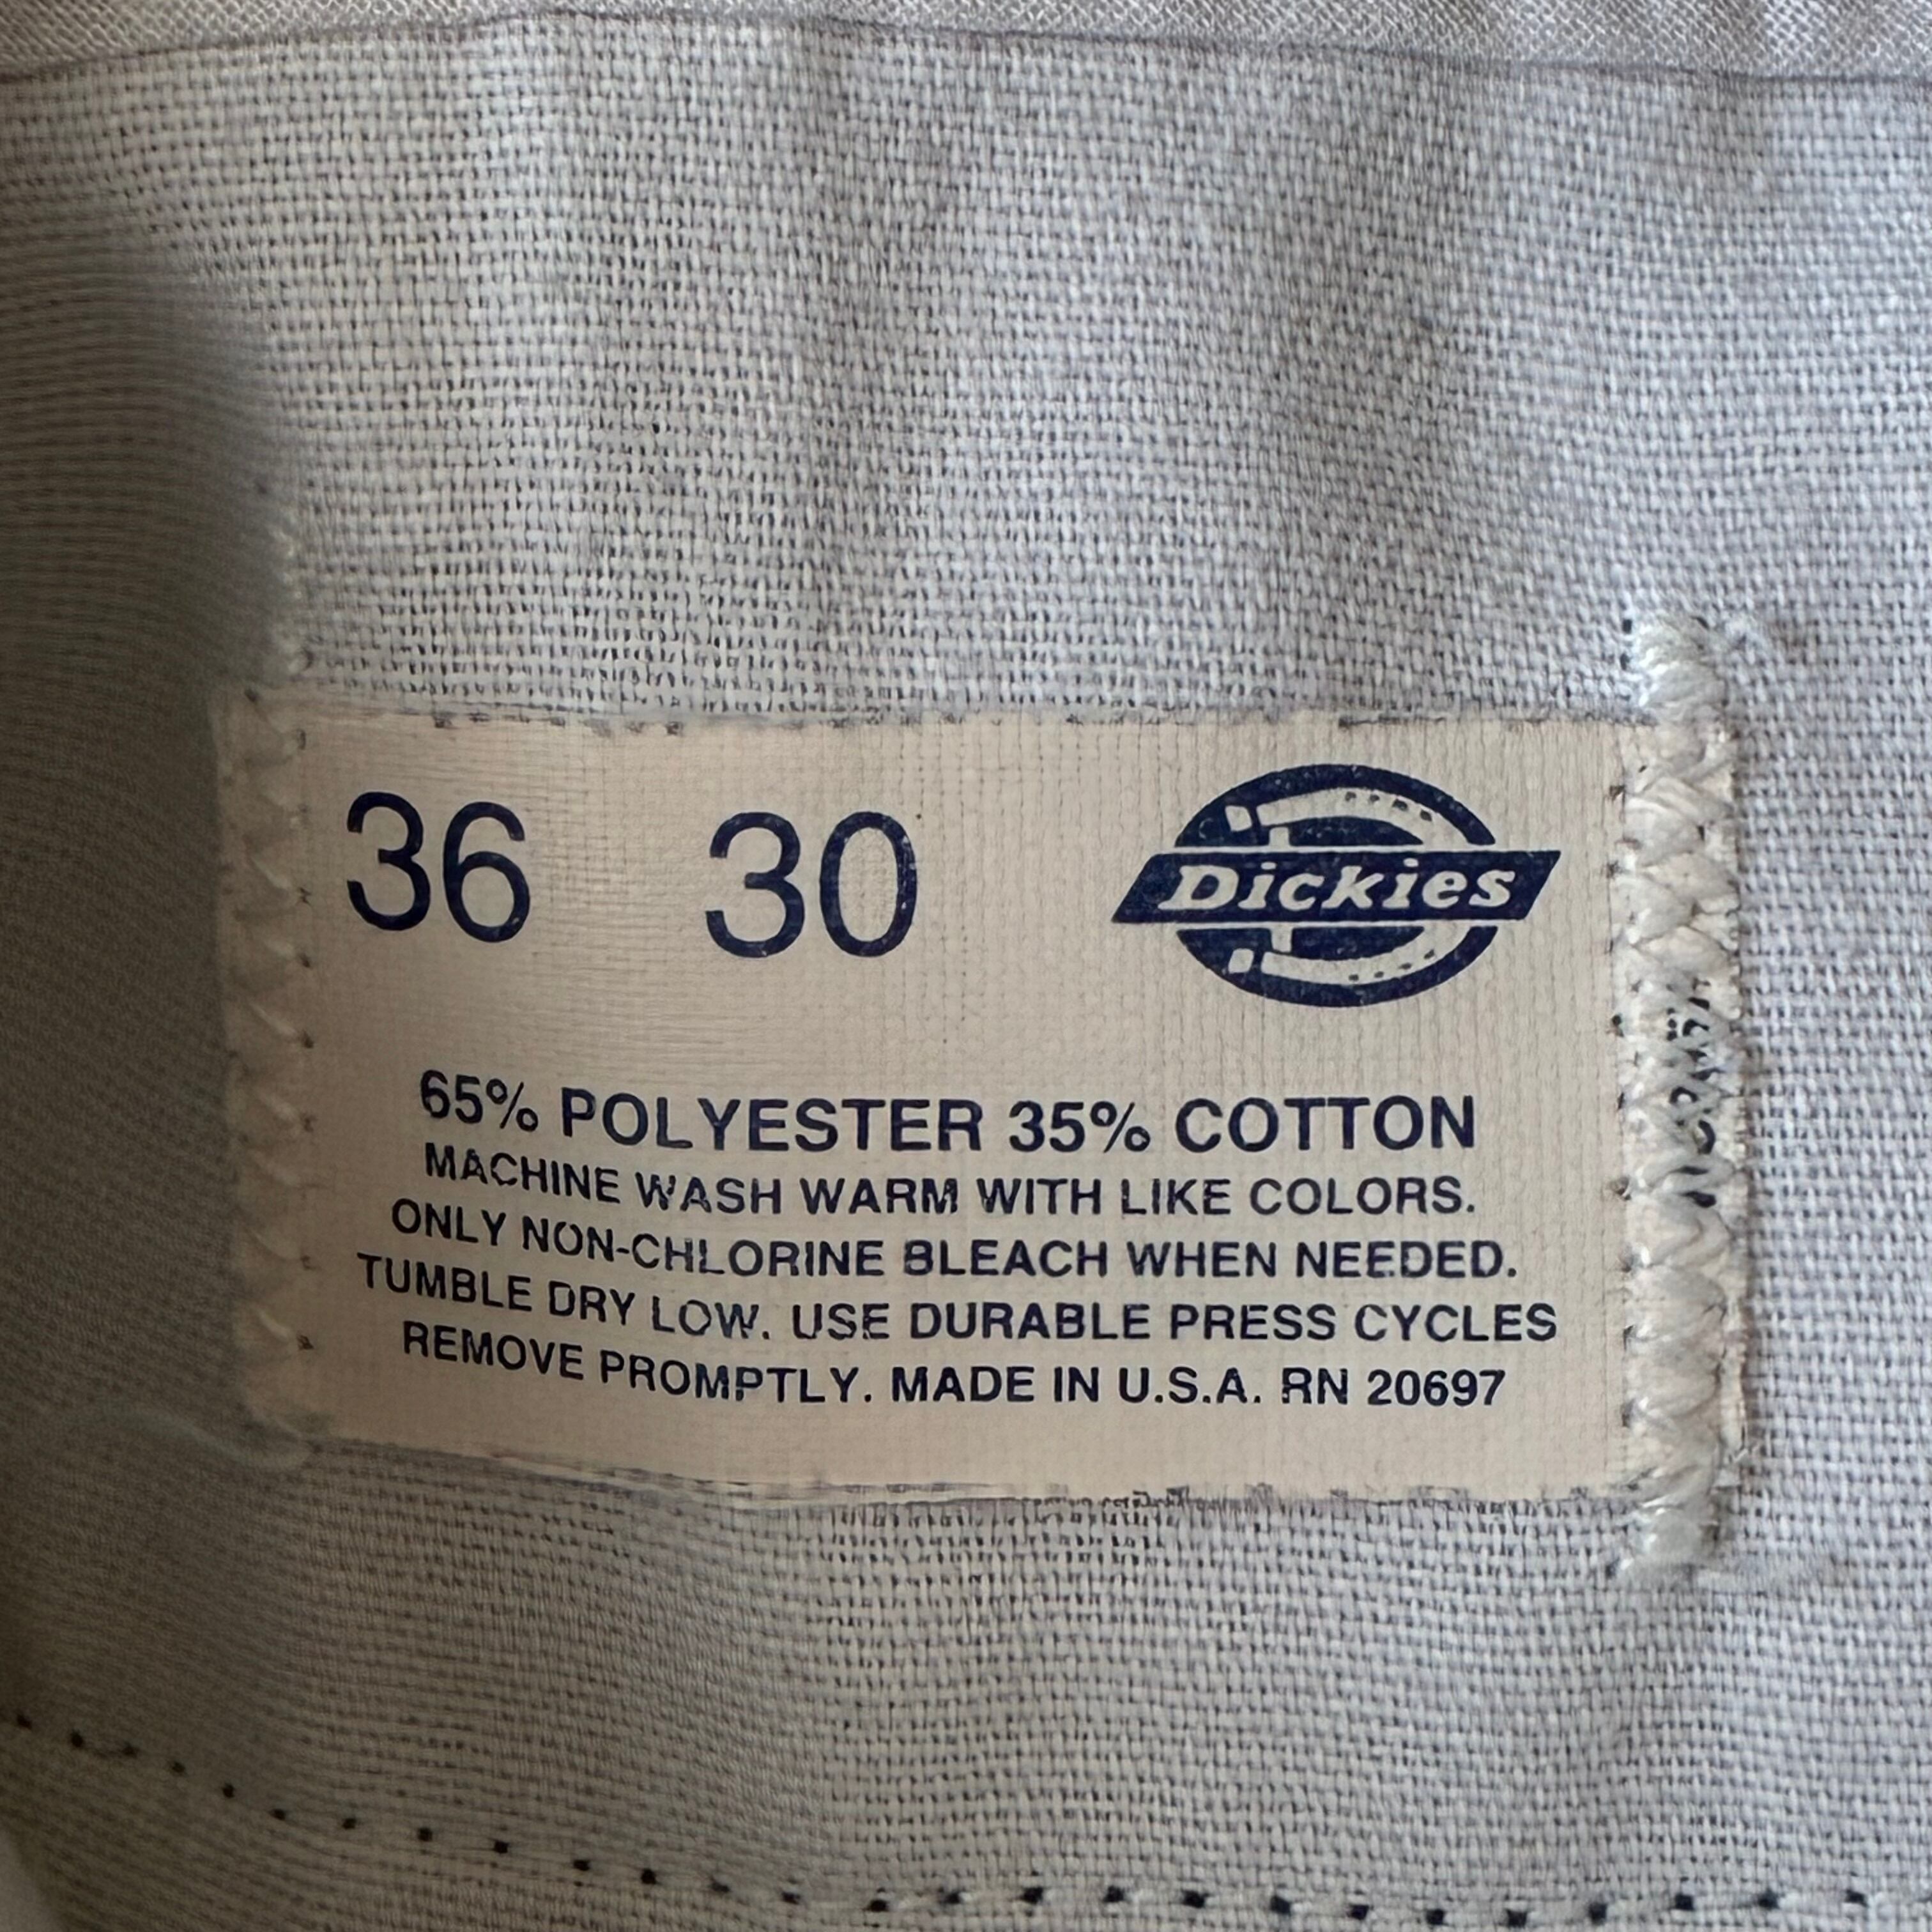 36 30 Dickies
65% POLYESTER 35% COTTON
MACHINE WASH WARM WITH LIKE COLORS.
ONLY NON-CHLORINE BLEACH WHEN NEEDED.
TUMBLE DRY LOW. USE DURABLE PRESS CYCLES
REMOVE PROMPTLY. MADE IN U.S.A. RN 20697